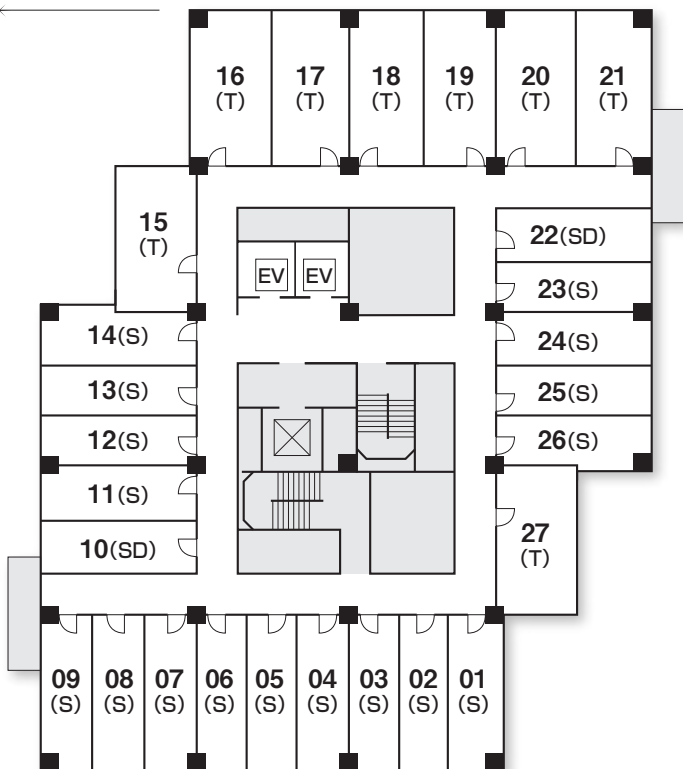 16 17 18 19 20 21
(T) (T) (T) (T) (T) (T)
15
(T)
22(SD)
EV EV
23(S)
14(S)
24(S)
13(S)
25(S)
12(S)
26(S)
11(S)
10(SD)
27
(T)
09 08 07 06 05 04 03 02 01
(S) (S) (S) (S) (S) (S) (S) (S) (S)